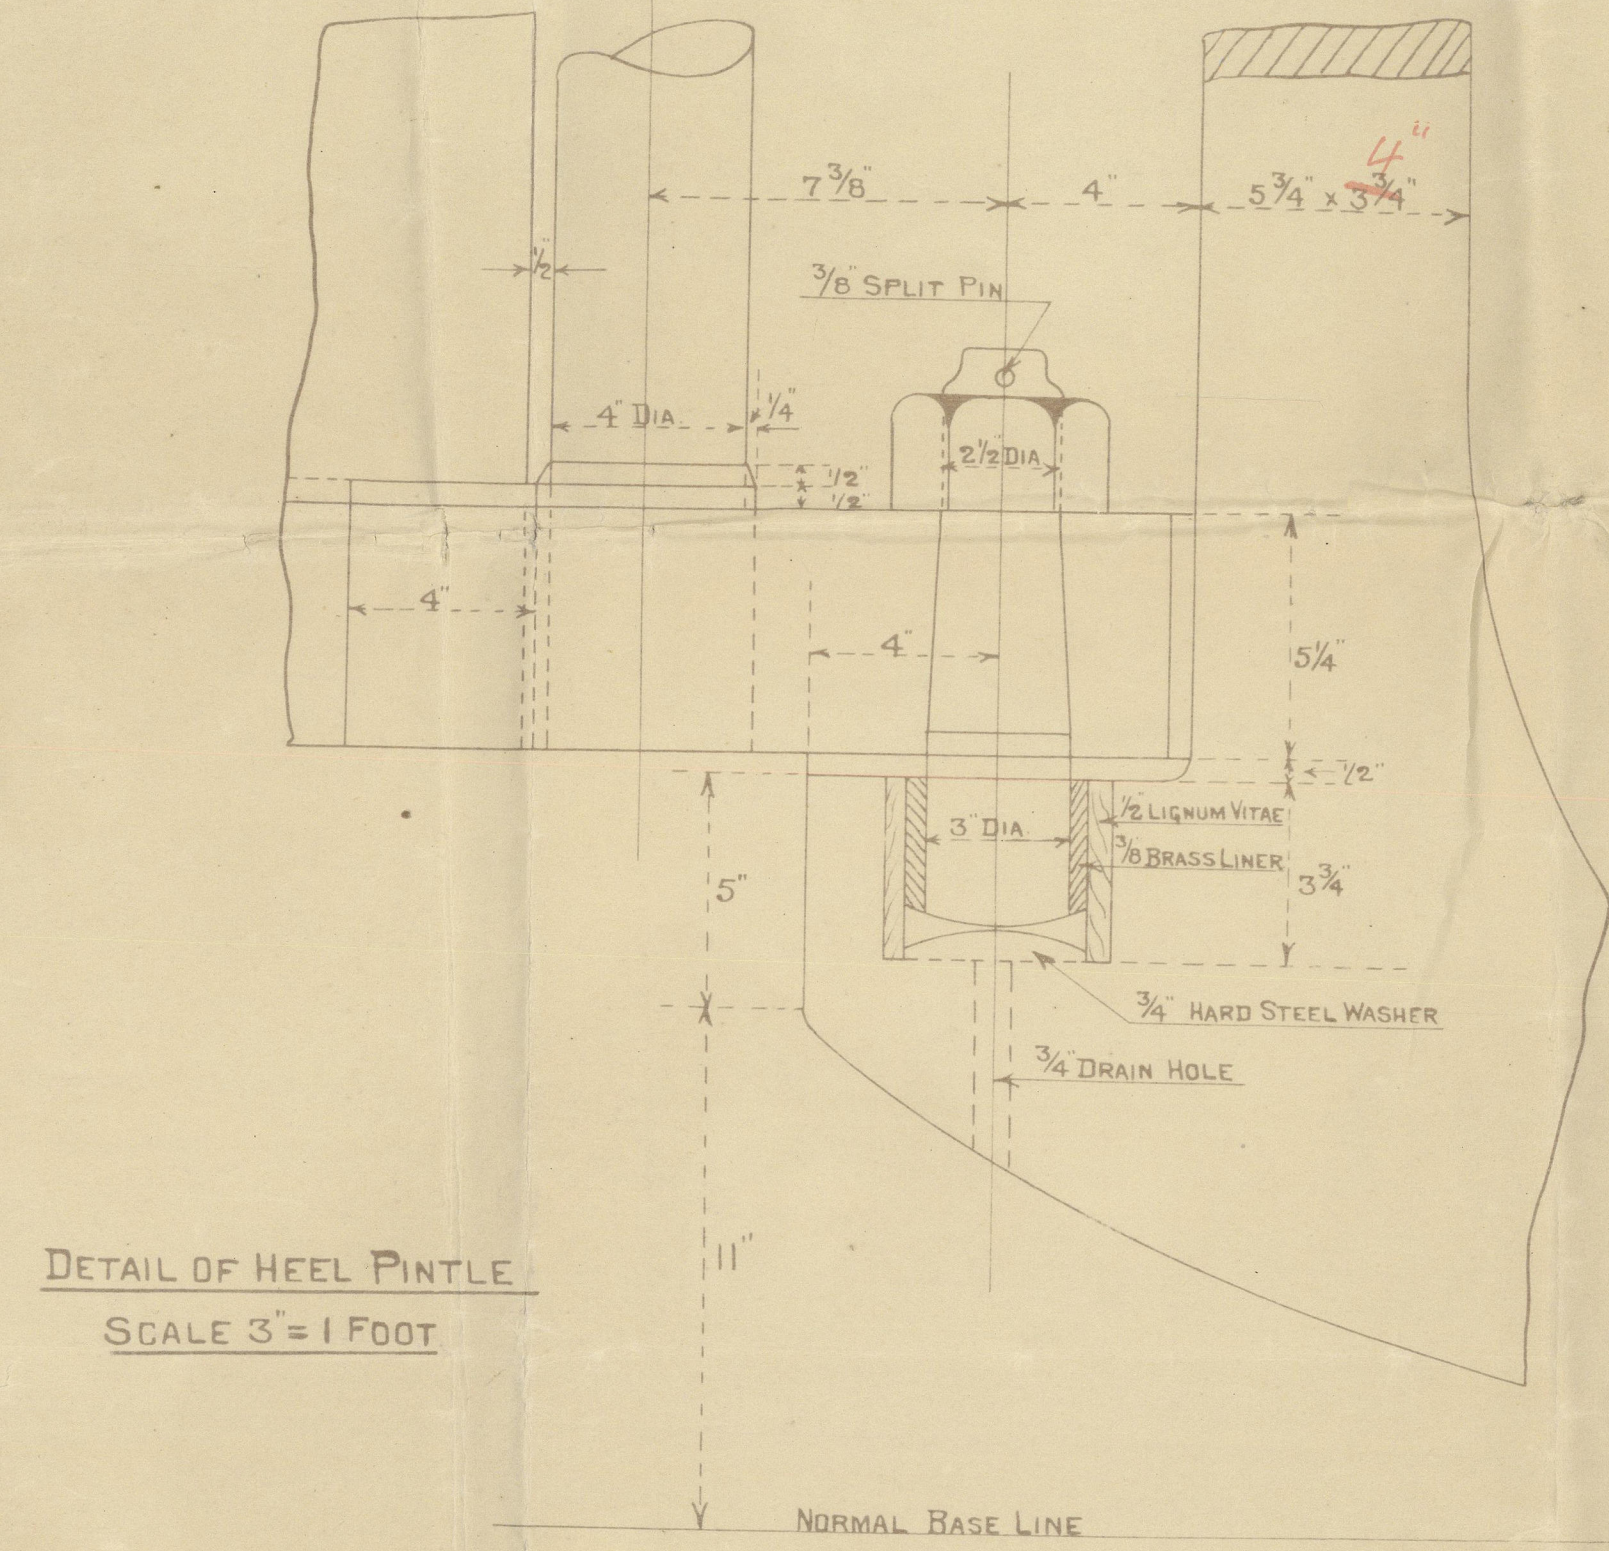 4"
7 3/8"
4"
5 3/4" x 3 3/4"
1/2"
3/8" SPLIT PIN
4" DIA.
1/4"
2 1/2" DIA
1/2"
1/2"
4"
4"
5 1/4"
1/2"
1/2" LIGNUM VITAE
3" DIA.
3/8 BRASS LINER
5"
3 3/4"
3/4" HARD STEEL WASHER
3/4" DRAIN HOLE
11"
DETAIL OF HEEL PINTLE
SCALE 3" = 1 FOOT
NORMAL BASE LINE